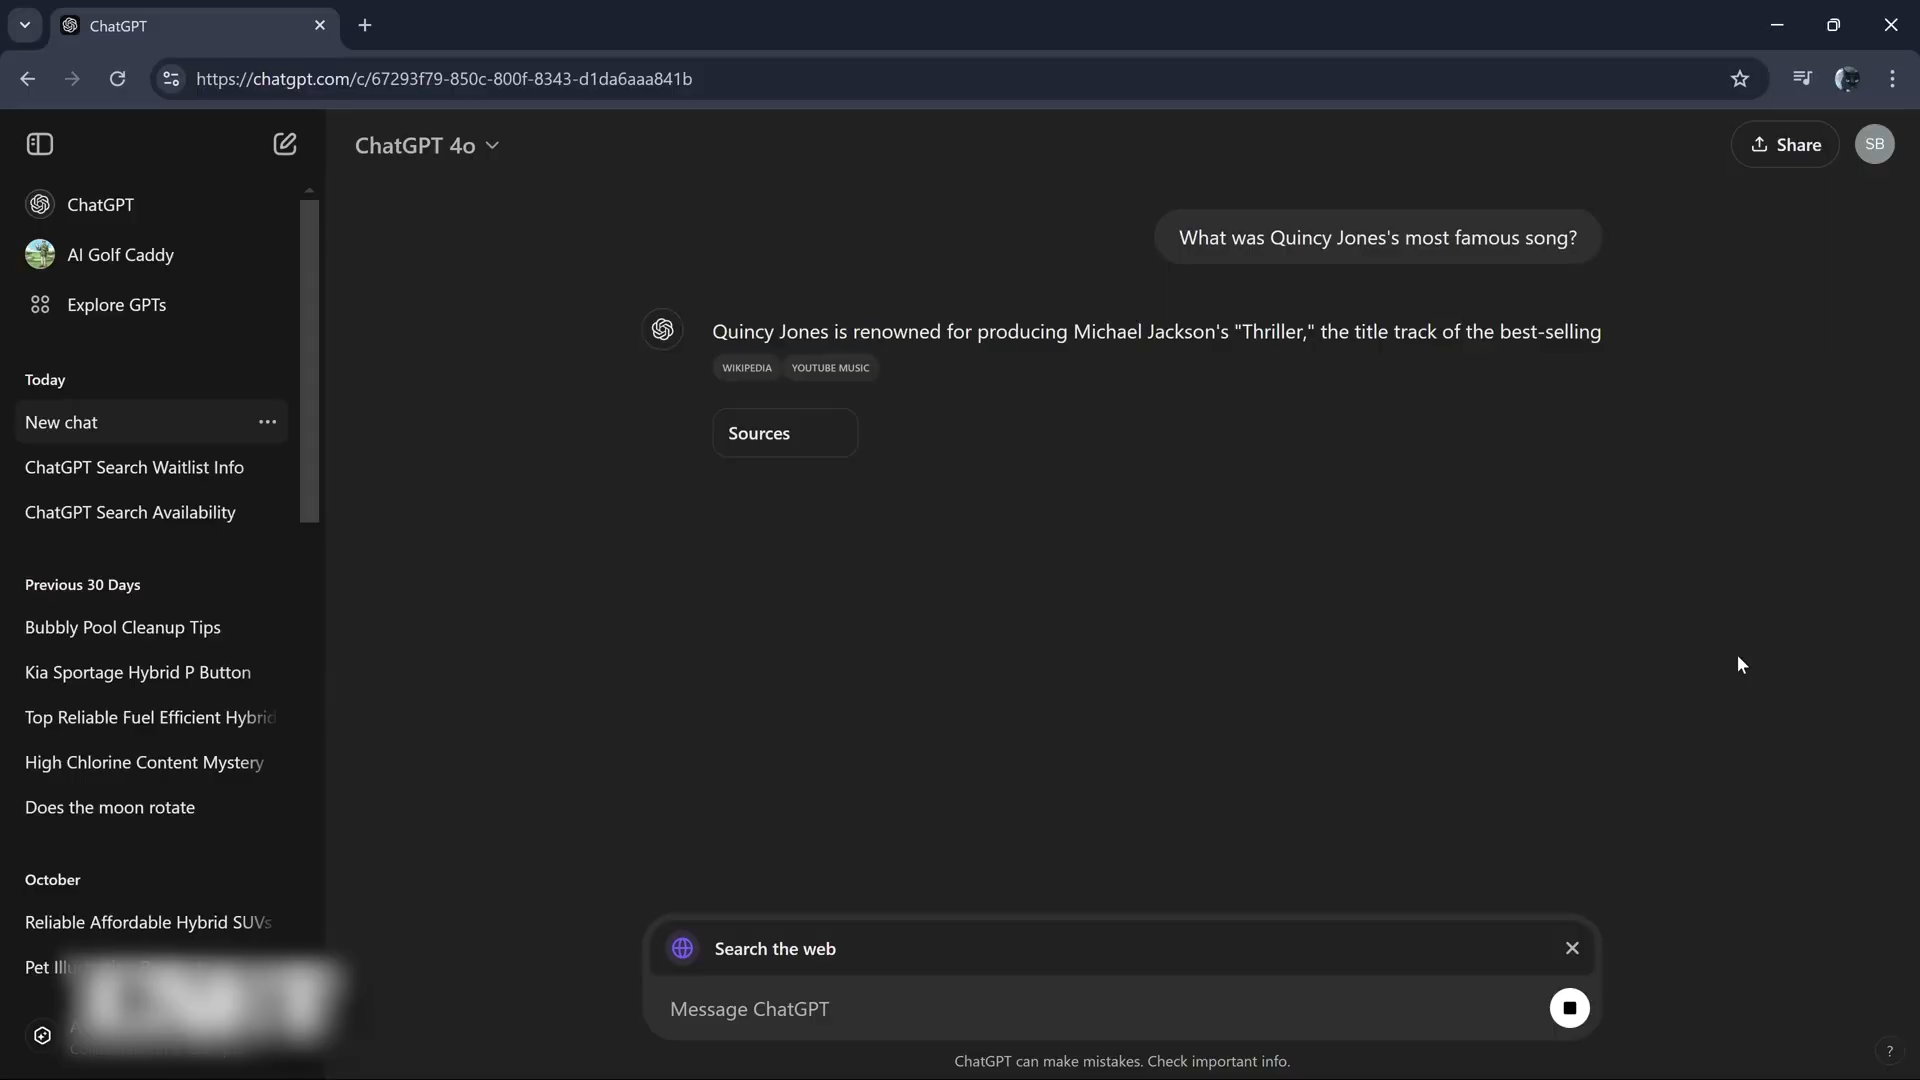 ChatGPT
https://chatgpt.com/c/67293f79-850c-800f-8343-d1da6aaa841b
ChatGPT 4o
Share
SB
ChatGPT
AI Golf Caddy
Explore GPTs
Today
New chat
ChatGPT Search Waitlist Info
ChatGPT Search Availability
Previous 30 Days
Bubbly Pool Cleanup Tips
Kia Sportage Hybrid P Button
Top Reliable Fuel Efficient Hybrid
High Chlorine Content Mystery
Does the moon rotate
October
Reliable Affordable Hybrid SUVs
Pet
What was Quincy Jones's most famous song?
Quincy Jones is renowned for producing Michael Jackson's "Thriller," the title track of the best-selling
WIKIPEDIA YOUTUBE MUSIC
Sources
Search the web
Message ChatGPT
ChatGPT can make mistakes. Check important info.
?